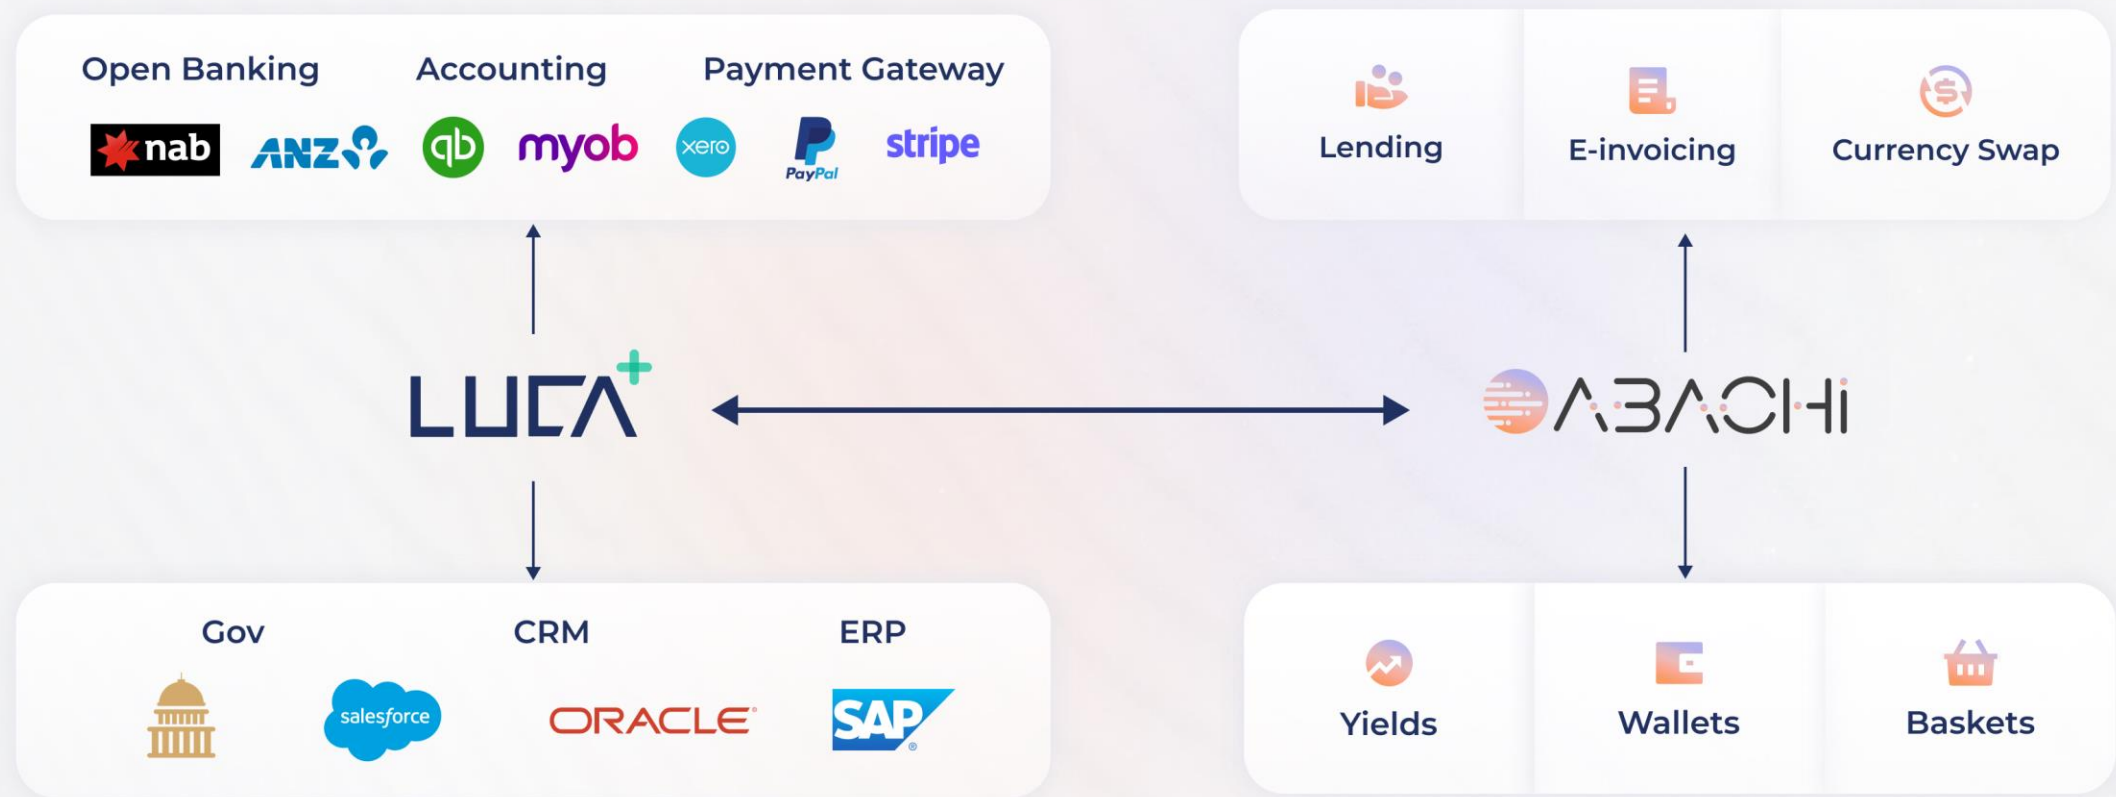 Open Banking Accounting Payment Gateway
nab ANZ qb myob xero PayPal stripe
Lending E-invoicing Currency Swap
LUCA+
ABACHi
Gov CRM ERP
salesforce ORACLE® SAP®
Yields Wallets Baskets